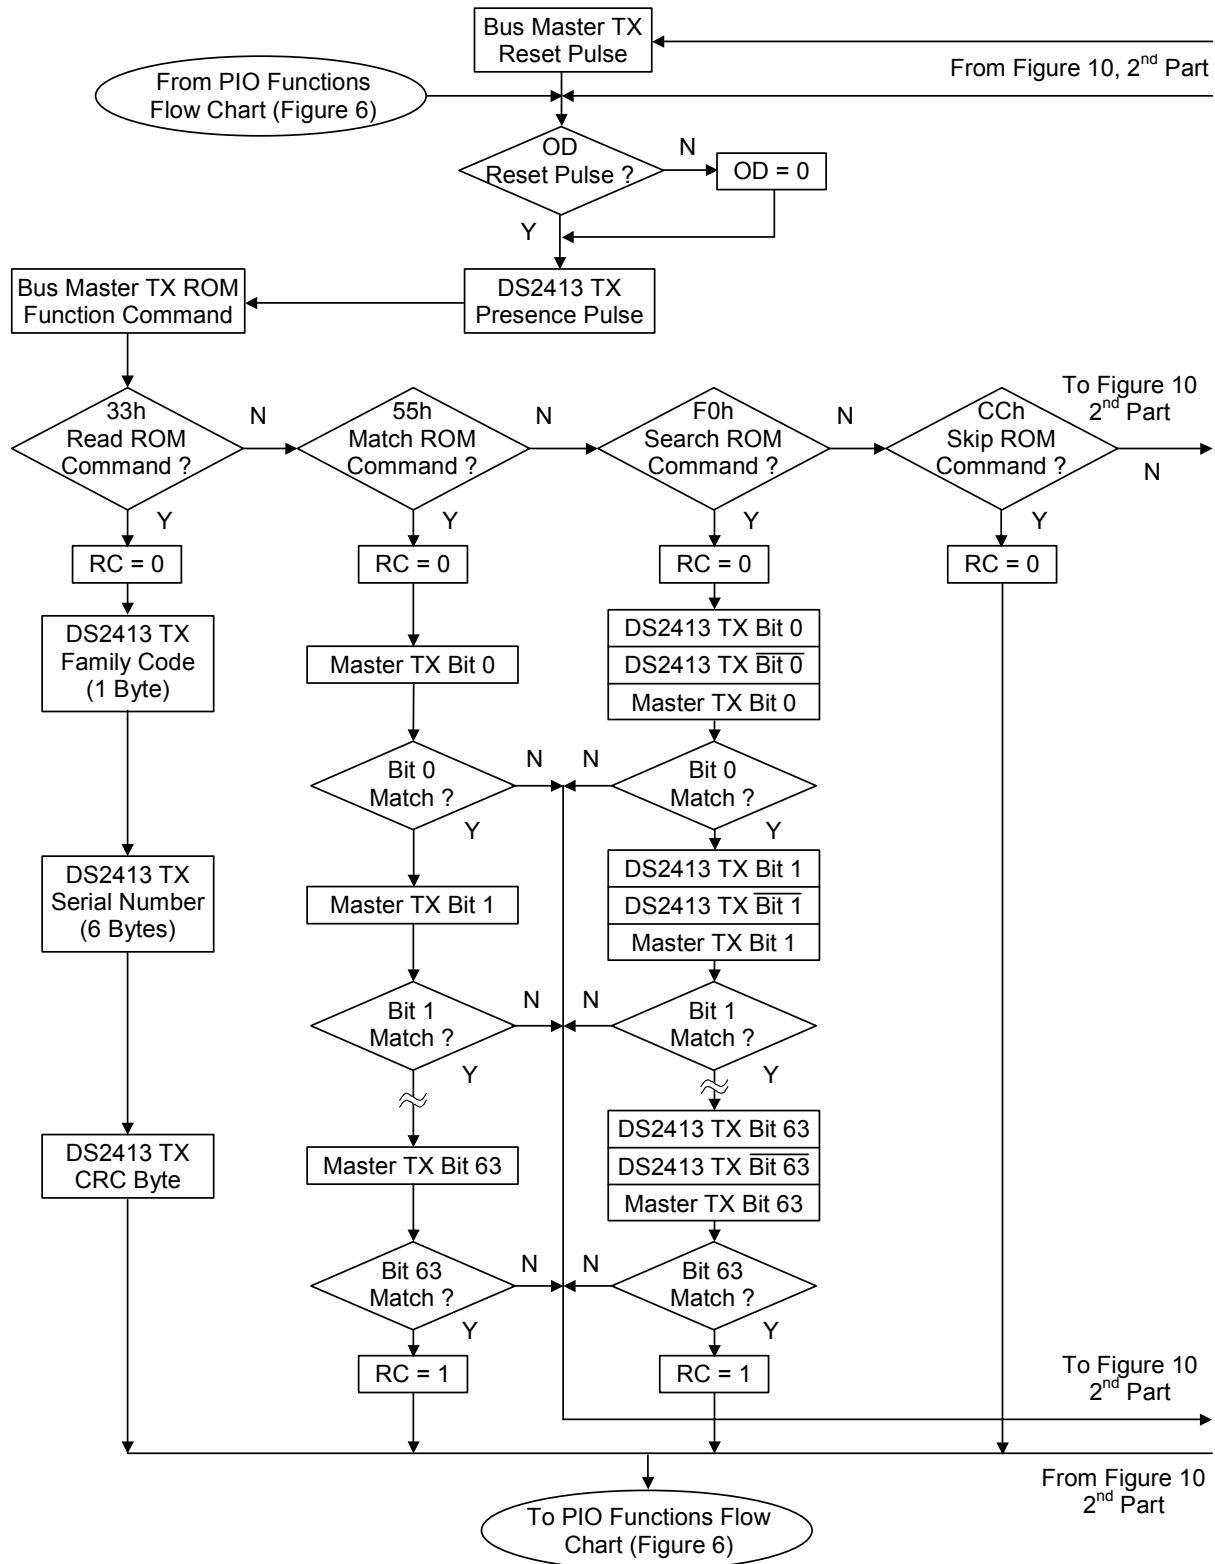 Bus Master TX
Reset Pulse
From Figure 10, 2nd Part
From PIO Functions
Flow Chart (Figure 6)
OD
Reset Pulse ?
N
OD = 0
Y
Bus Master TX ROM
Function Command
DS2413 TX
Presence Pulse
33h
Read ROM
Command ?
N
55h
Match ROM
Command ?
N
F0h
Search ROM
Command ?
N
CCh
Skip ROM
Command ?
To Figure 10
2nd Part
N
Y
Y
Y
Y
RC = 0
RC = 0
RC = 0
RC = 0
DS2413 TX
Family Code
(1 Byte)
Master TX Bit 0
DS2413 TX Bit 0
DS2413 TX B̅i̅t̅ ̅0̅
Master TX Bit 0
Bit 0
Match ?
N
N
Bit 0
Match ?
Y
Y
DS2413 TX
Serial Number
(6 Bytes)
Master TX Bit 1
DS2413 TX Bit 1
DS2413 TX B̅i̅t̅ ̅1̅
Master TX Bit 1
Bit 1
Match ?
N
N
Bit 1
Match ?
Y
Y
DS2413 TX
CRC Byte
Master TX Bit 63
DS2413 TX Bit 63
DS2413 TX B̅i̅t̅ ̅6̅3̅
Master TX Bit 63
Bit 63
Match ?
N
N
Bit 63
Match ?
Y
Y
RC = 1
RC = 1
To Figure 10
2nd Part
From Figure 10
2nd Part
To PIO Functions Flow
Chart (Figure 6)